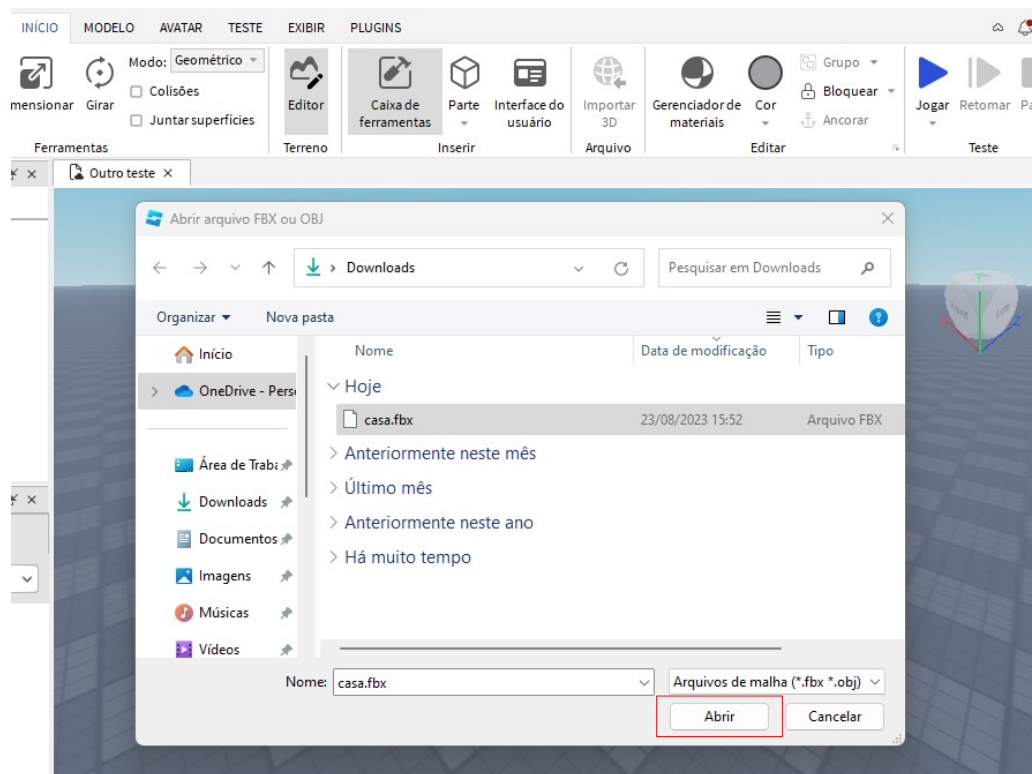 INÍCIO MODELO AVATAR TESTE EXIBIR PLUGINS
Modo: Geométrico
Colisões
Juntar superfícies
mensionar Girar
Ferramentas
Editor
Terreno
Caixa de
ferramentas
Parte
Interface do
usuário
Inserir
Importar
3D
Arquivo
Gerenciador de
materiais
Cor
Grupo
Bloquear
Ancorar
Editar
Jogar Retomar Pa
Teste
Outro teste
Abrir arquivo FBX ou OBJ
Downloads
Pesquisar em Downloads
Organizar Nova pasta
Início
OneDrive - Perso
Área de Traba
Downloads
Documentos
Imagens
Músicas
Vídeos
Nome Data de modificação Tipo
Hoje
casa.fbx 23/08/2023 15:52 Arquivo FBX
Anteriormente neste mês
Último mês
Anteriormente neste ano
Há muito tempo
Nome: casa.fbx Arquivos de malha (*.fbx *.obj)
Abrir Cancelar